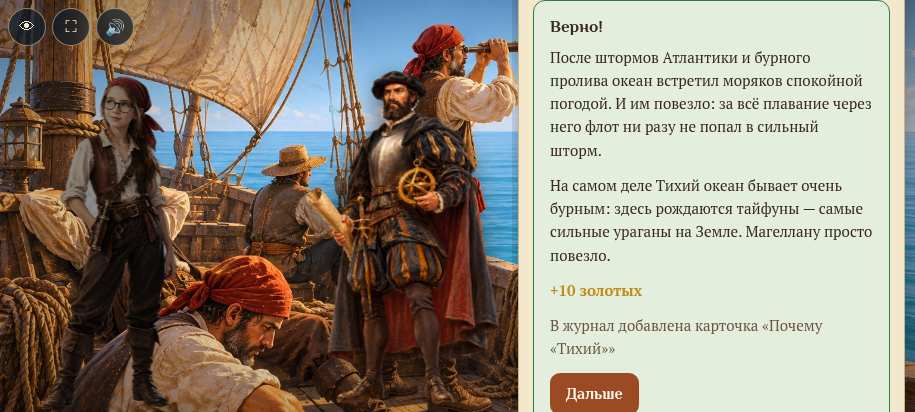 Верно!
После штормов Атлантики и бурного
пролива океан встретил моряков спокойной
погодой. И им повезло: за всё плавание через
него флот ни разу не попал в сильный
шторм.
На самом деле Тихий океан бывает очень
бурным: здесь рождаются тайфуны — самые
сильные ураганы на Земле. Магеллану просто
повезло.
+10 золотых
В журнал добавлена карточка «Почему
«Тихий»»
Дальше